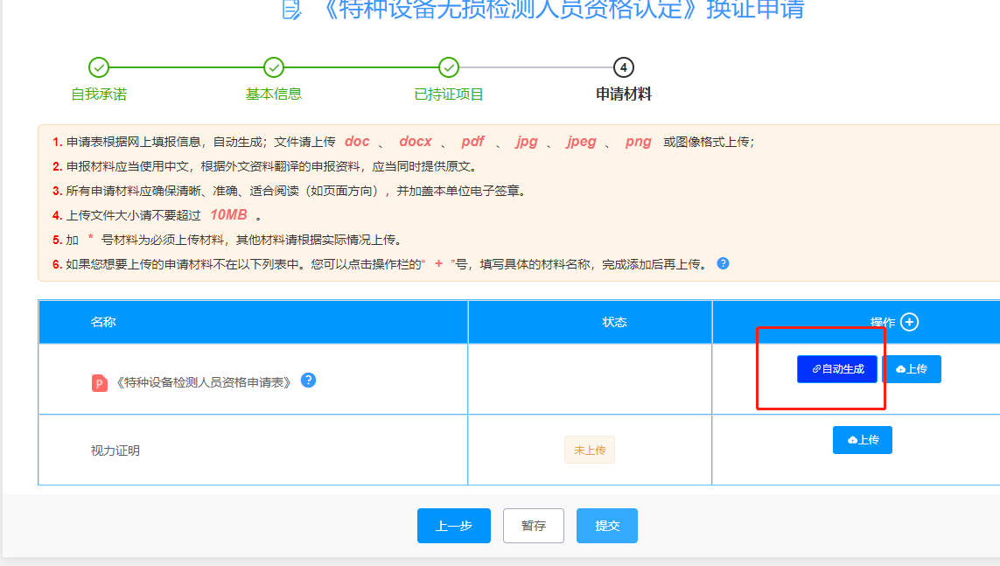 《特种设备无损检测人员资格认定》换证申请
4
自我承诺 基本信息 已持证项目 申请材料
1. 申请表根据网上填报信息，自动生成；文件请上传 doc 、 docx 、 pdf 、 jpg 、 jpeg 、 png 或图像格式上传；
2. 申报材料应当使用中文，根据外文资料翻译的申报资料，应当同时提供原文。
3. 所有申请材料应确保清晰、准确、适合阅读（如页面方向），并加盖本单位电子签章。
4. 上传文件大小请不要超过 10MB 。
5. 加 * 号材料为必须上传材料，其他材料请根据实际情况上传。
6. 如果您想要上传的申请材料不在以下列表中。您可以点击操作栏的“ + ”号，填写具体的材料名称，完成添加后再上传。 ?
名称 状态 操作
P 《特种设备检测人员资格申请表》 ? 自动生成 上传
视力证明 未上传 上传
上一步 暂存 提交